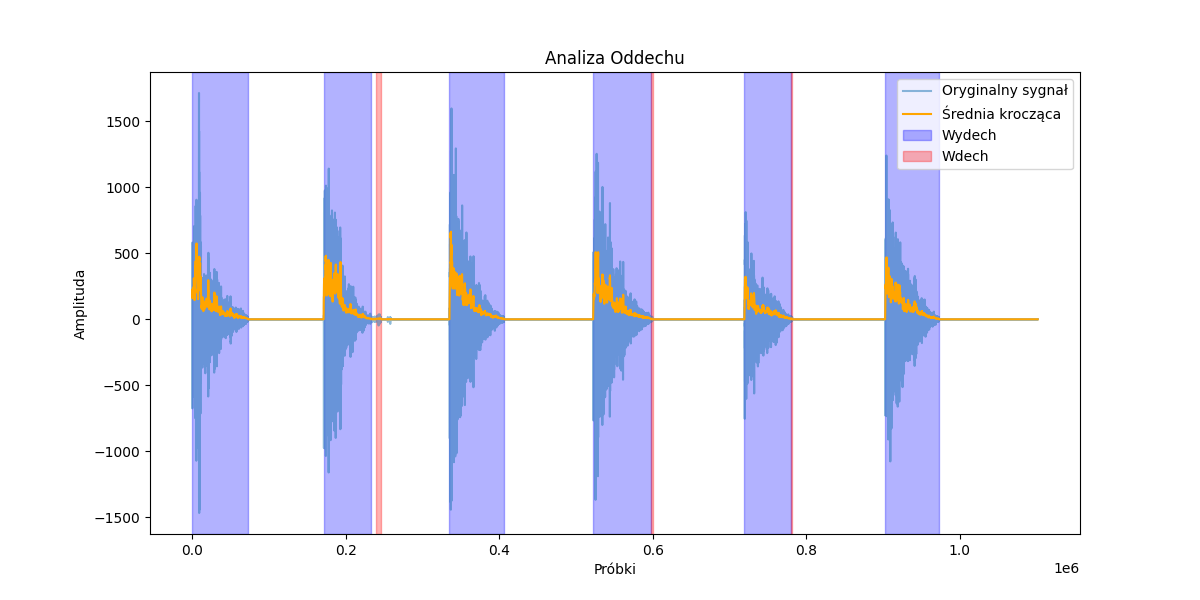 Analiza Oddechu
Oryginalny sygnał
Średnia krocząca
Wydech
Wdech
Amplituda
1500
1000
500
0
−500
−1000
−1500
0.0 0.2 0.4 0.6 0.8 1.0
1e6
Próbki